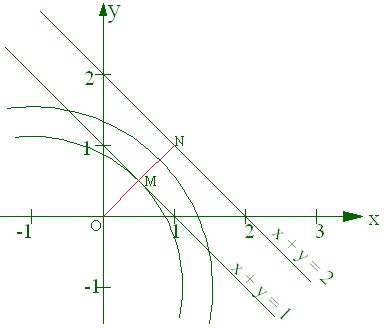 y
2
N
1
M
O
-1
1
2
3
x
-1
x + y = 1
x + y = 2